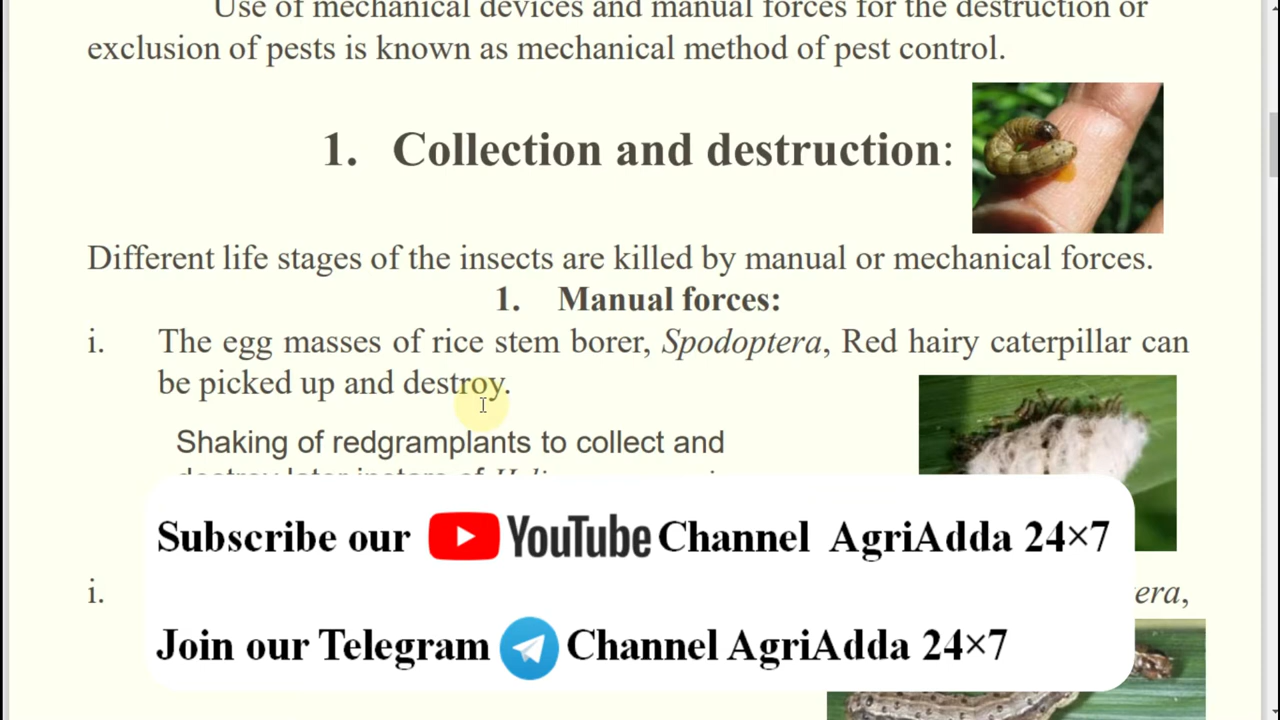 Use of mechanical devices and manual forces for the destruction or
exclusion of pests is known as mechanical method of pest control.
1. Collection and destruction:
Different life stages of the insects are killed by manual or mechanical forces.
1. Manual forces:
i. The egg masses of rice stem borer, Spodoptera, Red hairy caterpillar can
be picked up and destroy.
Shaking of redgramplants to collect and
destroy later instars of
Subscribe our YouTube Channel AgriAdda 24×7
i. era,
Join our Telegram Channel AgriAdda 24×7